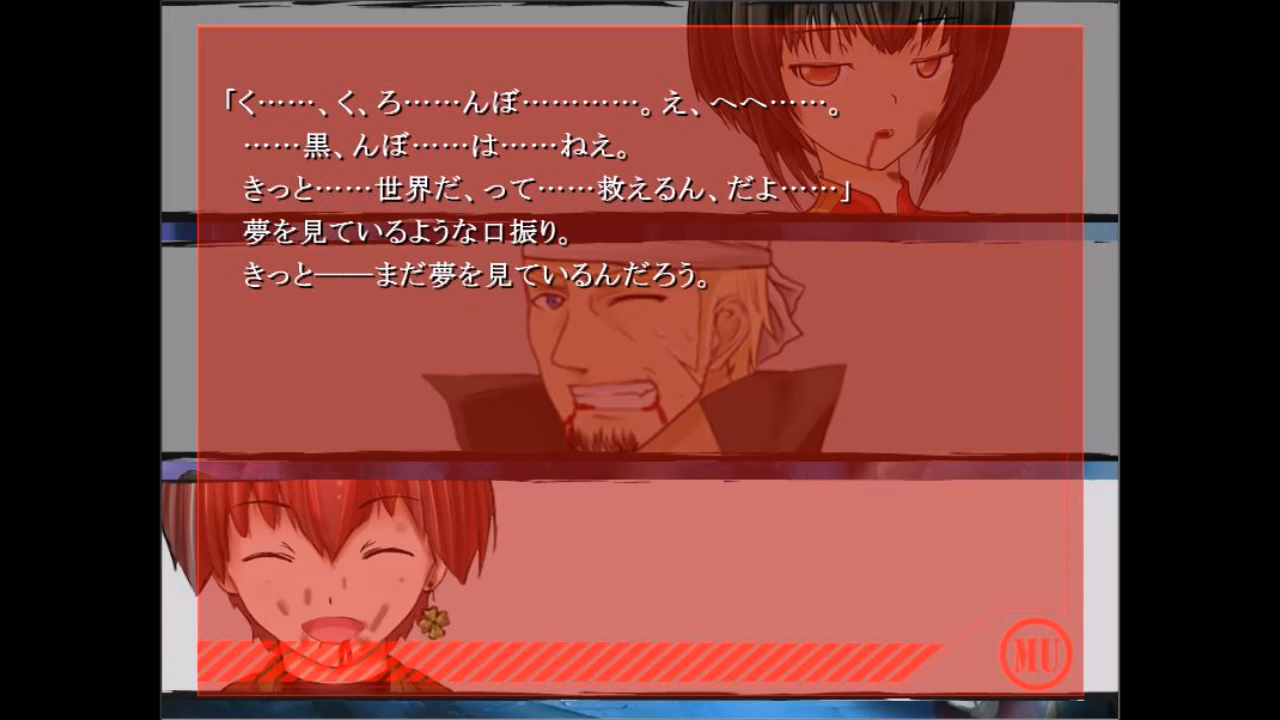 「く……、く、ろ……んぼ…………。え、へへ……。
……黒、んぼ……は……ねえ。
きっと……世界だ、って……救えるん、だよ……」
夢を見ているような口振り。
きっと――まだ夢を見ているんだろう。
MU